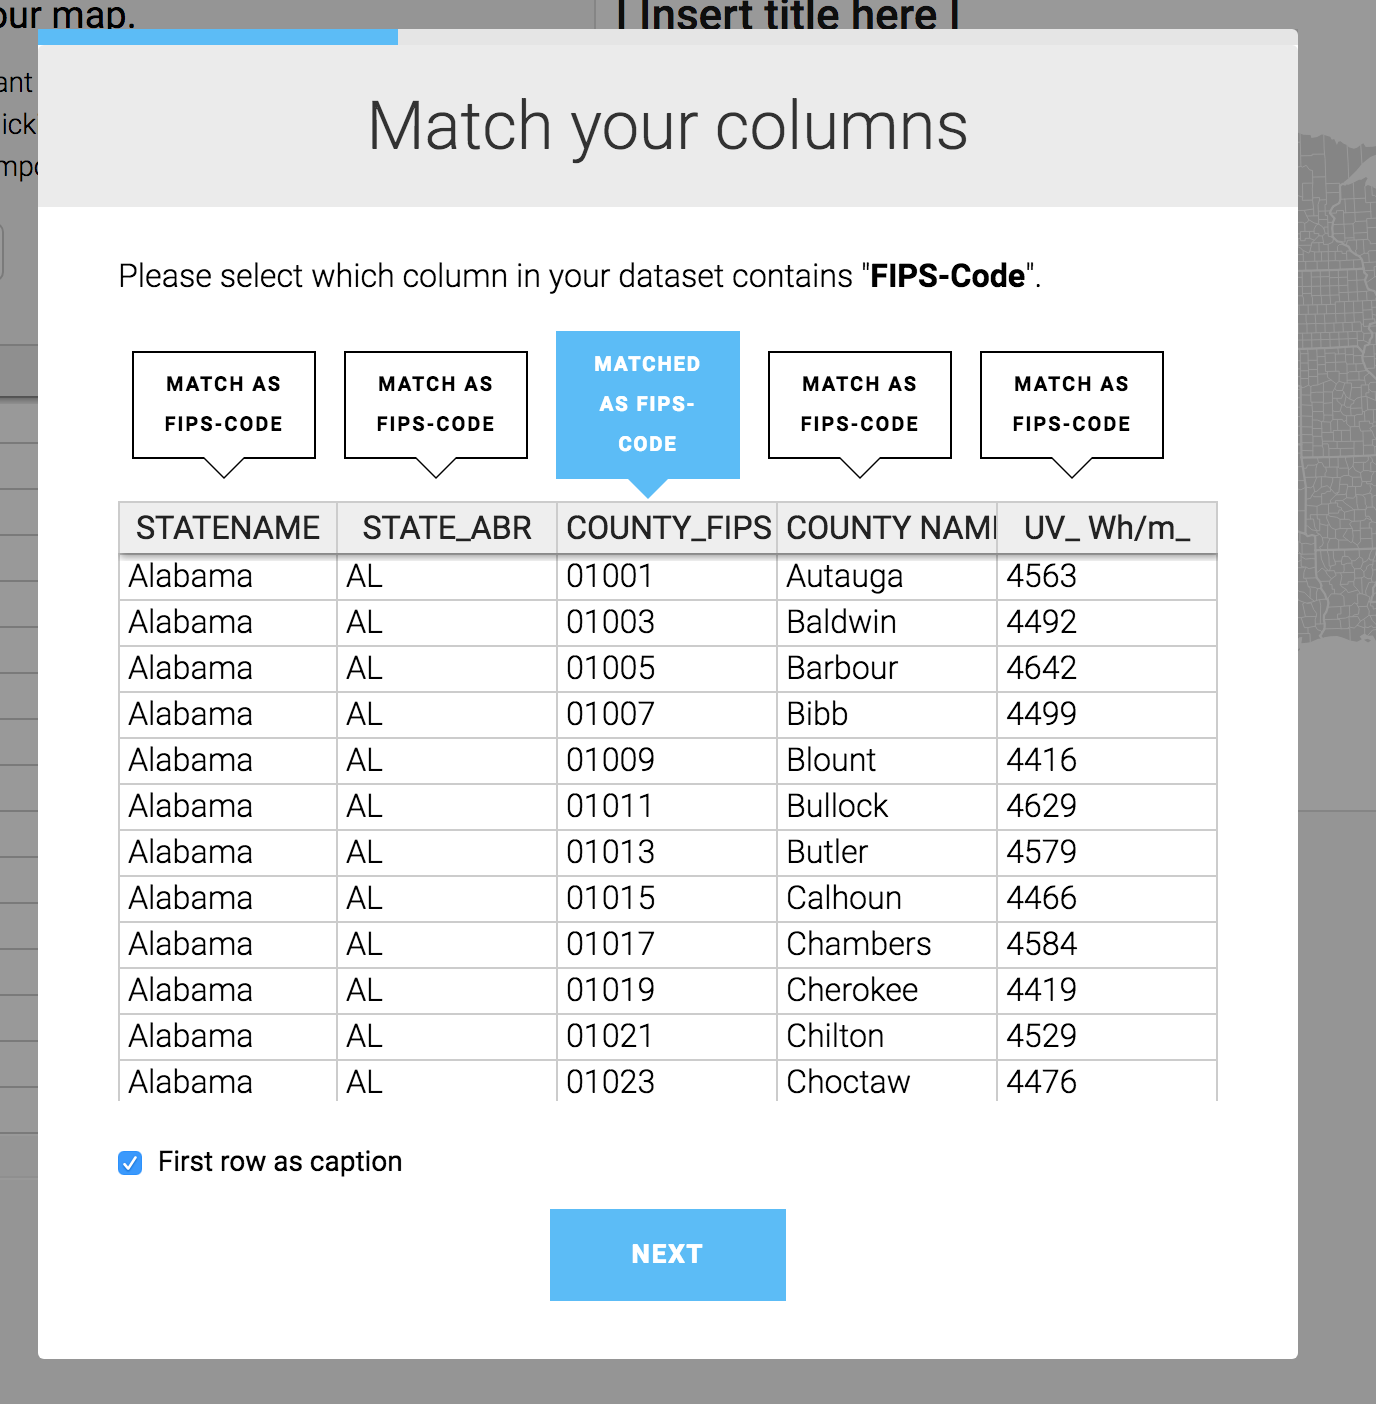 our map.
[ Insert title here ]
ant
ick
Match your columns
Please select which column in your dataset contains "FIPS-Code".
MATCH AS
FIPS-CODE
MATCH AS
FIPS-CODE
MATCHED
AS FIPS-
CODE
MATCH AS
FIPS-CODE
MATCH AS
FIPS-CODE
STATENAME STATE_ABR COUNTY_FIPS COUNTY NAM UV_ Wh/m_
Alabama AL 01001 Autauga 4563
Alabama AL 01003 Baldwin 4492
Alabama AL 01005 Barbour 4642
Alabama AL 01007 Bibb 4499
Alabama AL 01009 Blount 4416
Alabama AL 01011 Bullock 4629
Alabama AL 01013 Butler 4579
Alabama AL 01015 Calhoun 4466
Alabama AL 01017 Chambers 4584
Alabama AL 01019 Cherokee 4419
Alabama AL 01021 Chilton 4529
Alabama AL 01023 Choctaw 4476
First row as caption
NEXT